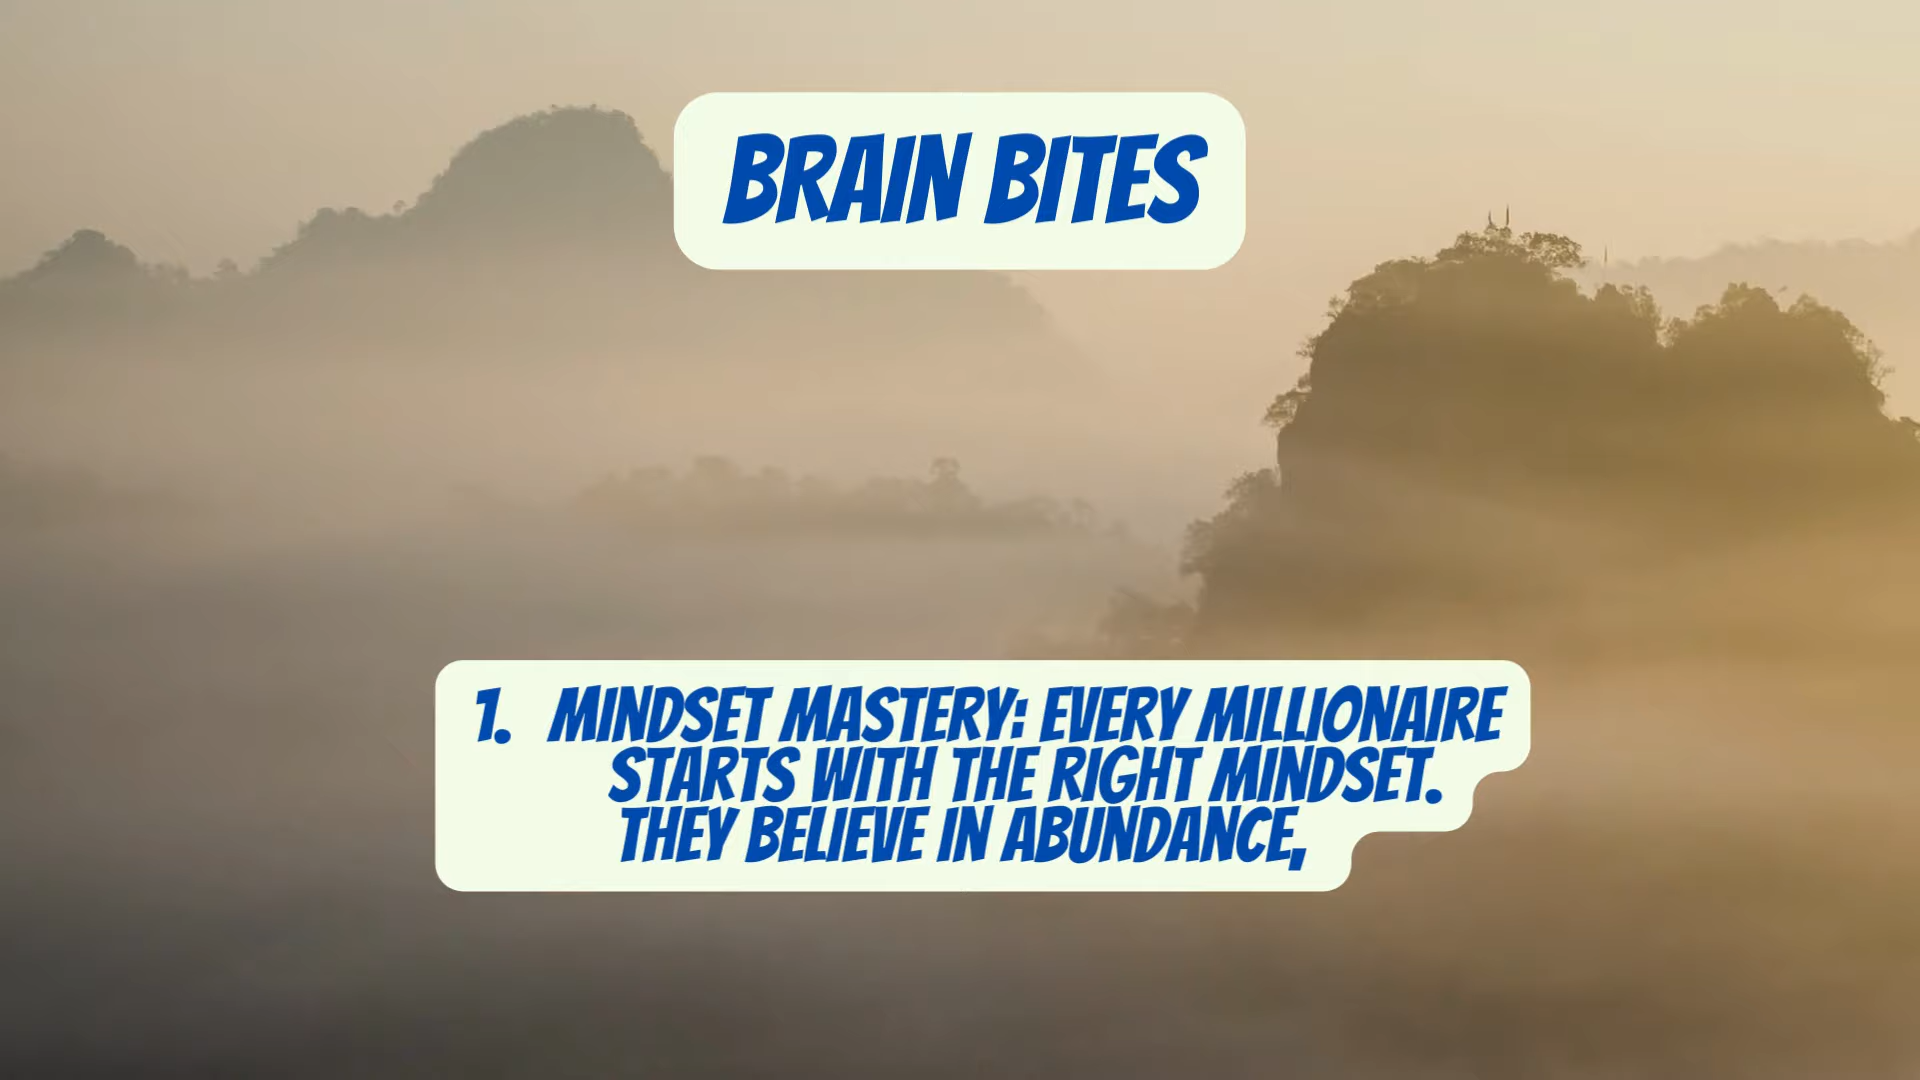 BRAIN BITES
1. MINDSET MASTERY: EVERY MILLIONAIRE
STARTS WITH THE RIGHT MINDSET.
THEY BELIEVE IN ABUNDANCE,